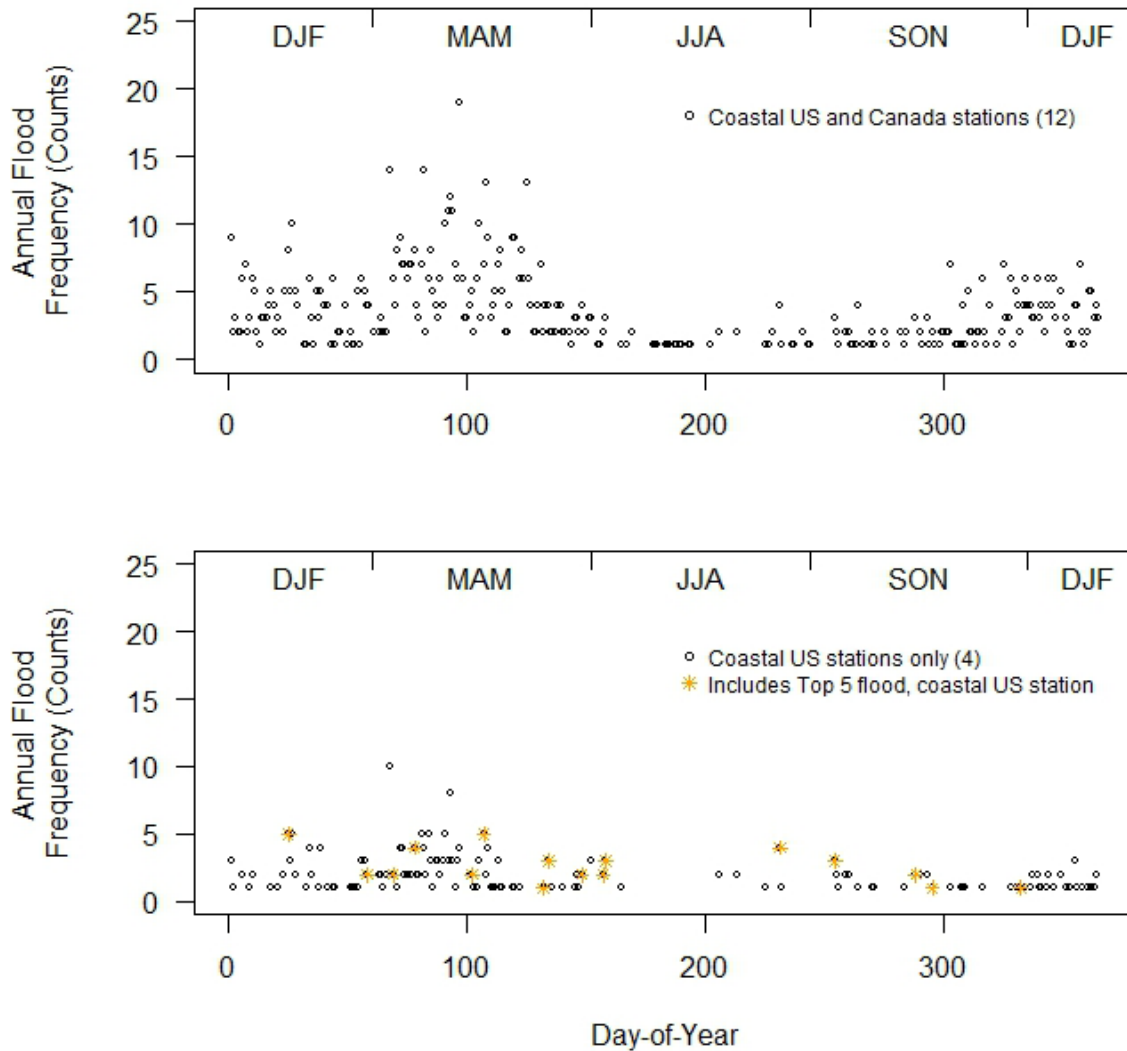 25
20
15
10
5
0
Annual Flood
Frequency (Counts)
DJF MAM JJA SON DJF
Coastal US and Canada stations (12)
0 100 200 300
25
20
15
10
5
0
Annual Flood
Frequency (Counts)
DJF MAM JJA SON DJF
Coastal US stations only (4)
Includes Top 5 flood, coastal US station
0 100 200 300
Day-of-Year